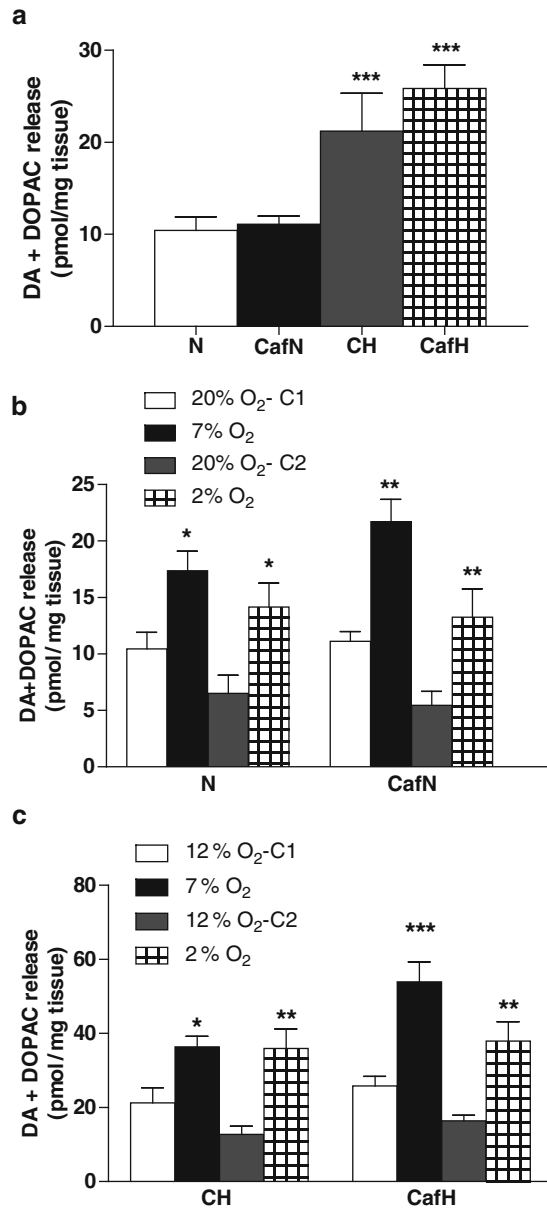 a
DA + DOPAC release
(pmol/mg tissue)
30
20
10
0
***
***
N CafN CH CafH
b
20% O₂- C1
7% O₂
20% O₂- C2
2% O₂
DA+DOPAC release
(pmol/mg tissue)
25
20
15
10
5
0
*
*
**
**
N CafN
c
12% O₂-C1
7% O₂
12% O₂-C2
2% O₂
DA + DOPAC release
(pmol/mg tissue)
80
60
40
20
0
*
**
***
**
CH CafH